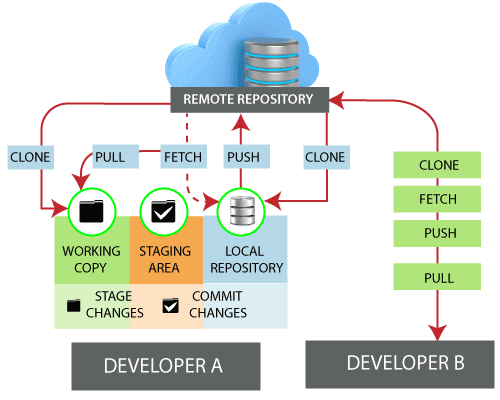 REMOTE REPOSITORY
CLONE
PULL
FETCH
PUSH
CLONE
CLONE
FETCH
PUSH
PULL
WORKING
COPY
STAGING
AREA
LOCAL
REPOSITORY
STAGE
CHANGES
COMMIT
CHANGES
DEVELOPER A
DEVELOPER B